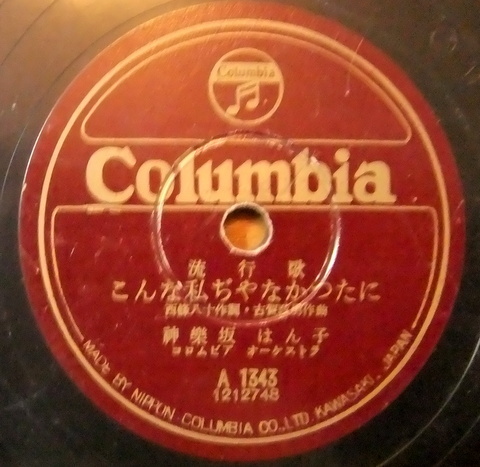 Columbia
Columbia
流行歌
こんな私ぢやなかつたに
西條八十作詞・古賀政男作曲
神樂坂 はん子
コロムビア オーケストラ
A 1343
1212748
MADE BY NIPPON COLUMBIA CO., LTD. KAWASAKI, JAPAN